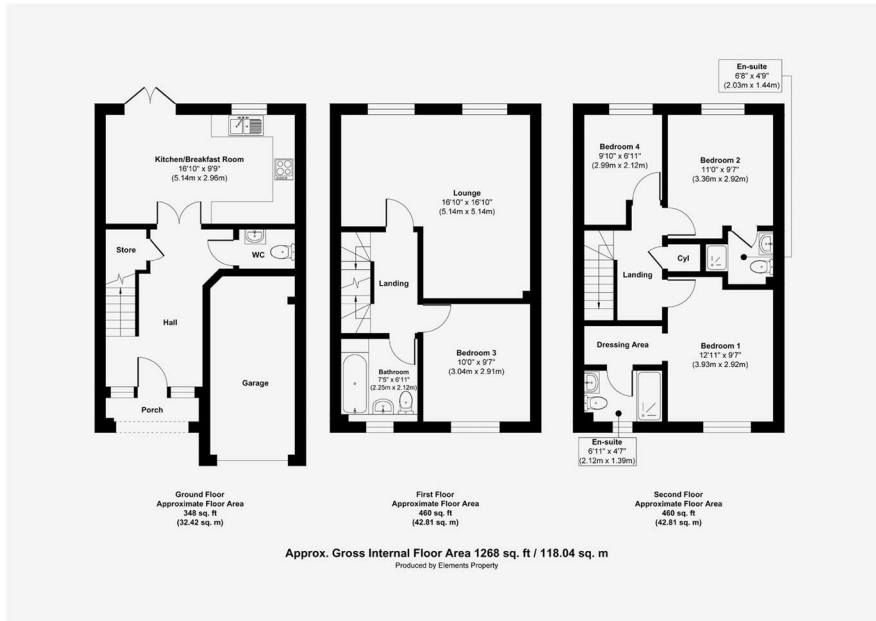 En-suite
6'8" x 4'9"
(2.03m x 1.44m)
Kitchen/Breakfast Room
16'10" x 9'9"
(5.14m x 2.96m)
Store
WC
Hall
Garage
Porch
Lounge
16'10" x 16'10"
(5.14m x 5.14m)
Landing
Bedroom 3
10'0" x 9'7"
(3.04m x 2.91m)
Bathroom
7'5" x 6'11"
(2.25m x 2.12m)
Bedroom 4
9'10" x 6'11"
(2.99m x 2.12m)
Bedroom 2
11'0" x 9'7"
(3.36m x 2.92m)
Cyl
Landing
Dressing Area
Bedroom 1
12'11" x 9'7"
(3.93m x 2.92m)
En-suite
6'11" x 4'7"
(2.12m x 1.39m)
Ground Floor
Approximate Floor Area
348 sq. ft
(32.42 sq. m)
First Floor
Approximate Floor Area
460 sq. ft
(42.81 sq. m)
Second Floor
Approximate Floor Area
460 sq. ft
(42.81 sq. m)
Approx. Gross Internal Floor Area 1268 sq. ft / 118.04 sq. m
Produced by Elements Property